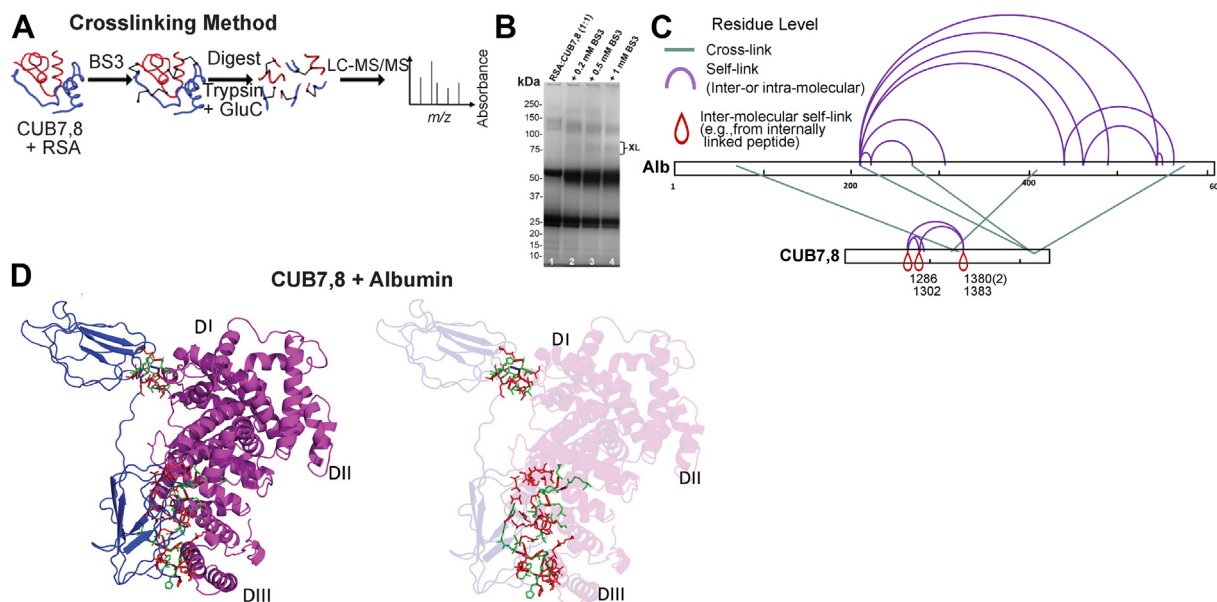 A
Crosslinking Method
BS3
Digest
Trypsin
+ GluC
LC-MS/MS
Absorbance
m/z
CUB7,8
+ RSA
B
RSA:CUB7,8 (1:1)
+ 0.2 mM BS3
+ 0.5 mM BS3
+ 1 mM BS3
kDa
250
150
100
75
50
37
25
20
15
10
XL
1 2 3 4
C
Residue Level
Cross-link
Self-link
(Inter-or intra-molecular)
Inter-molecular self-link
(e.g.,from internally
linked peptide)
Alb
1 200 400 60
CUB7,8
1286 1380(2)
1302 1383
D
CUB7,8 + Albumin
DI
DII
DIII
DI
DII
DIII